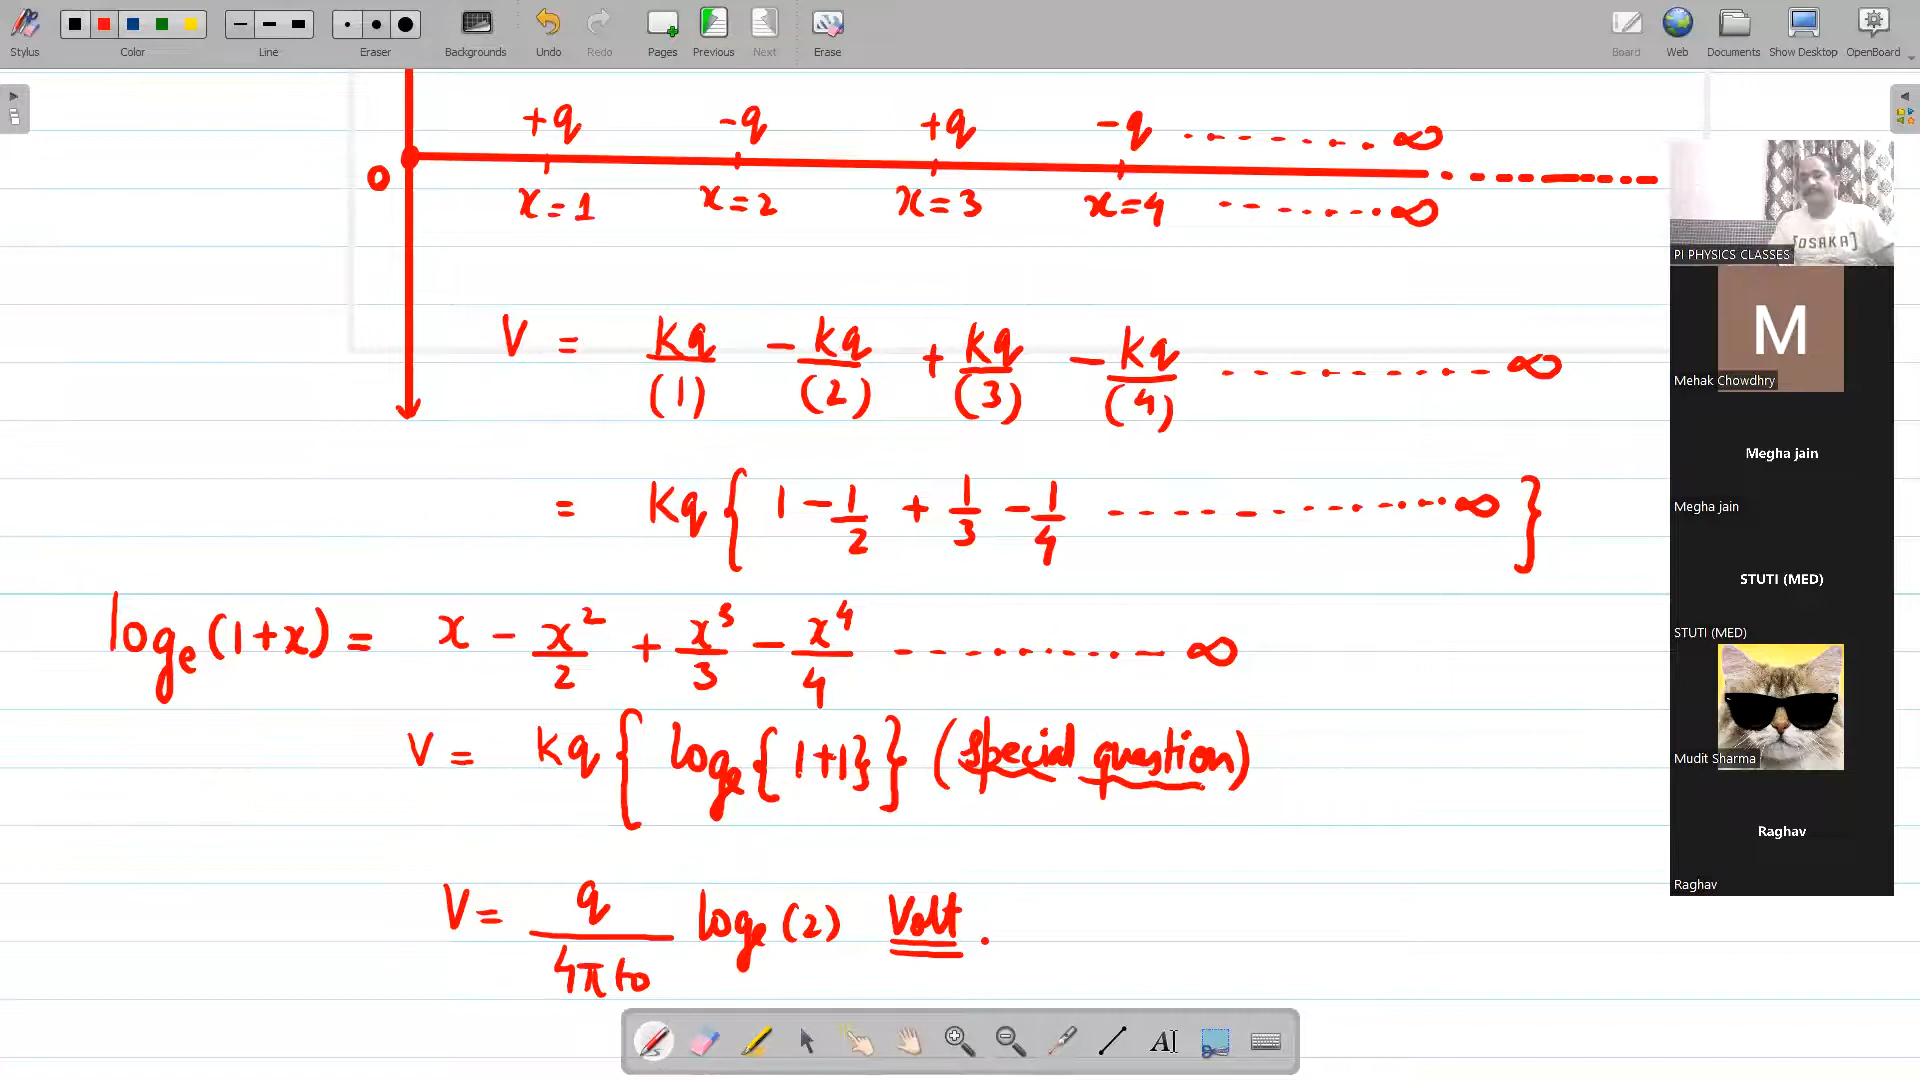 Stylus Color Line Eraser Backgrounds Undo Redo Pages Previous Next Erase Board Web Documents Show Desktop OpenBoard
+q -q +q -q ........ ∞
0
x=1 x=2 x=3 x=4 ........ ∞
V = Kq/(1) - Kq/(2) + Kq/(3) - Kq/(4) ........ ∞
= Kq { 1 - 1/2 + 1/3 - 1/4 ........ ∞ }
logₑ(1+x) = x - x²/2 + x³/3 - x⁴/4 ........ ∞
V = Kq { logₑ{1+1} } (special question)
V = q/4π϶0 logₑ(2) Volt.
[OSAKA]
PI PHYSICS CLASSES
M
Mehak Chowdhry
Megha jain
Megha jain
STUTI (MED)
STUTI (MED)
Mudit Sharma
Raghav
Raghav